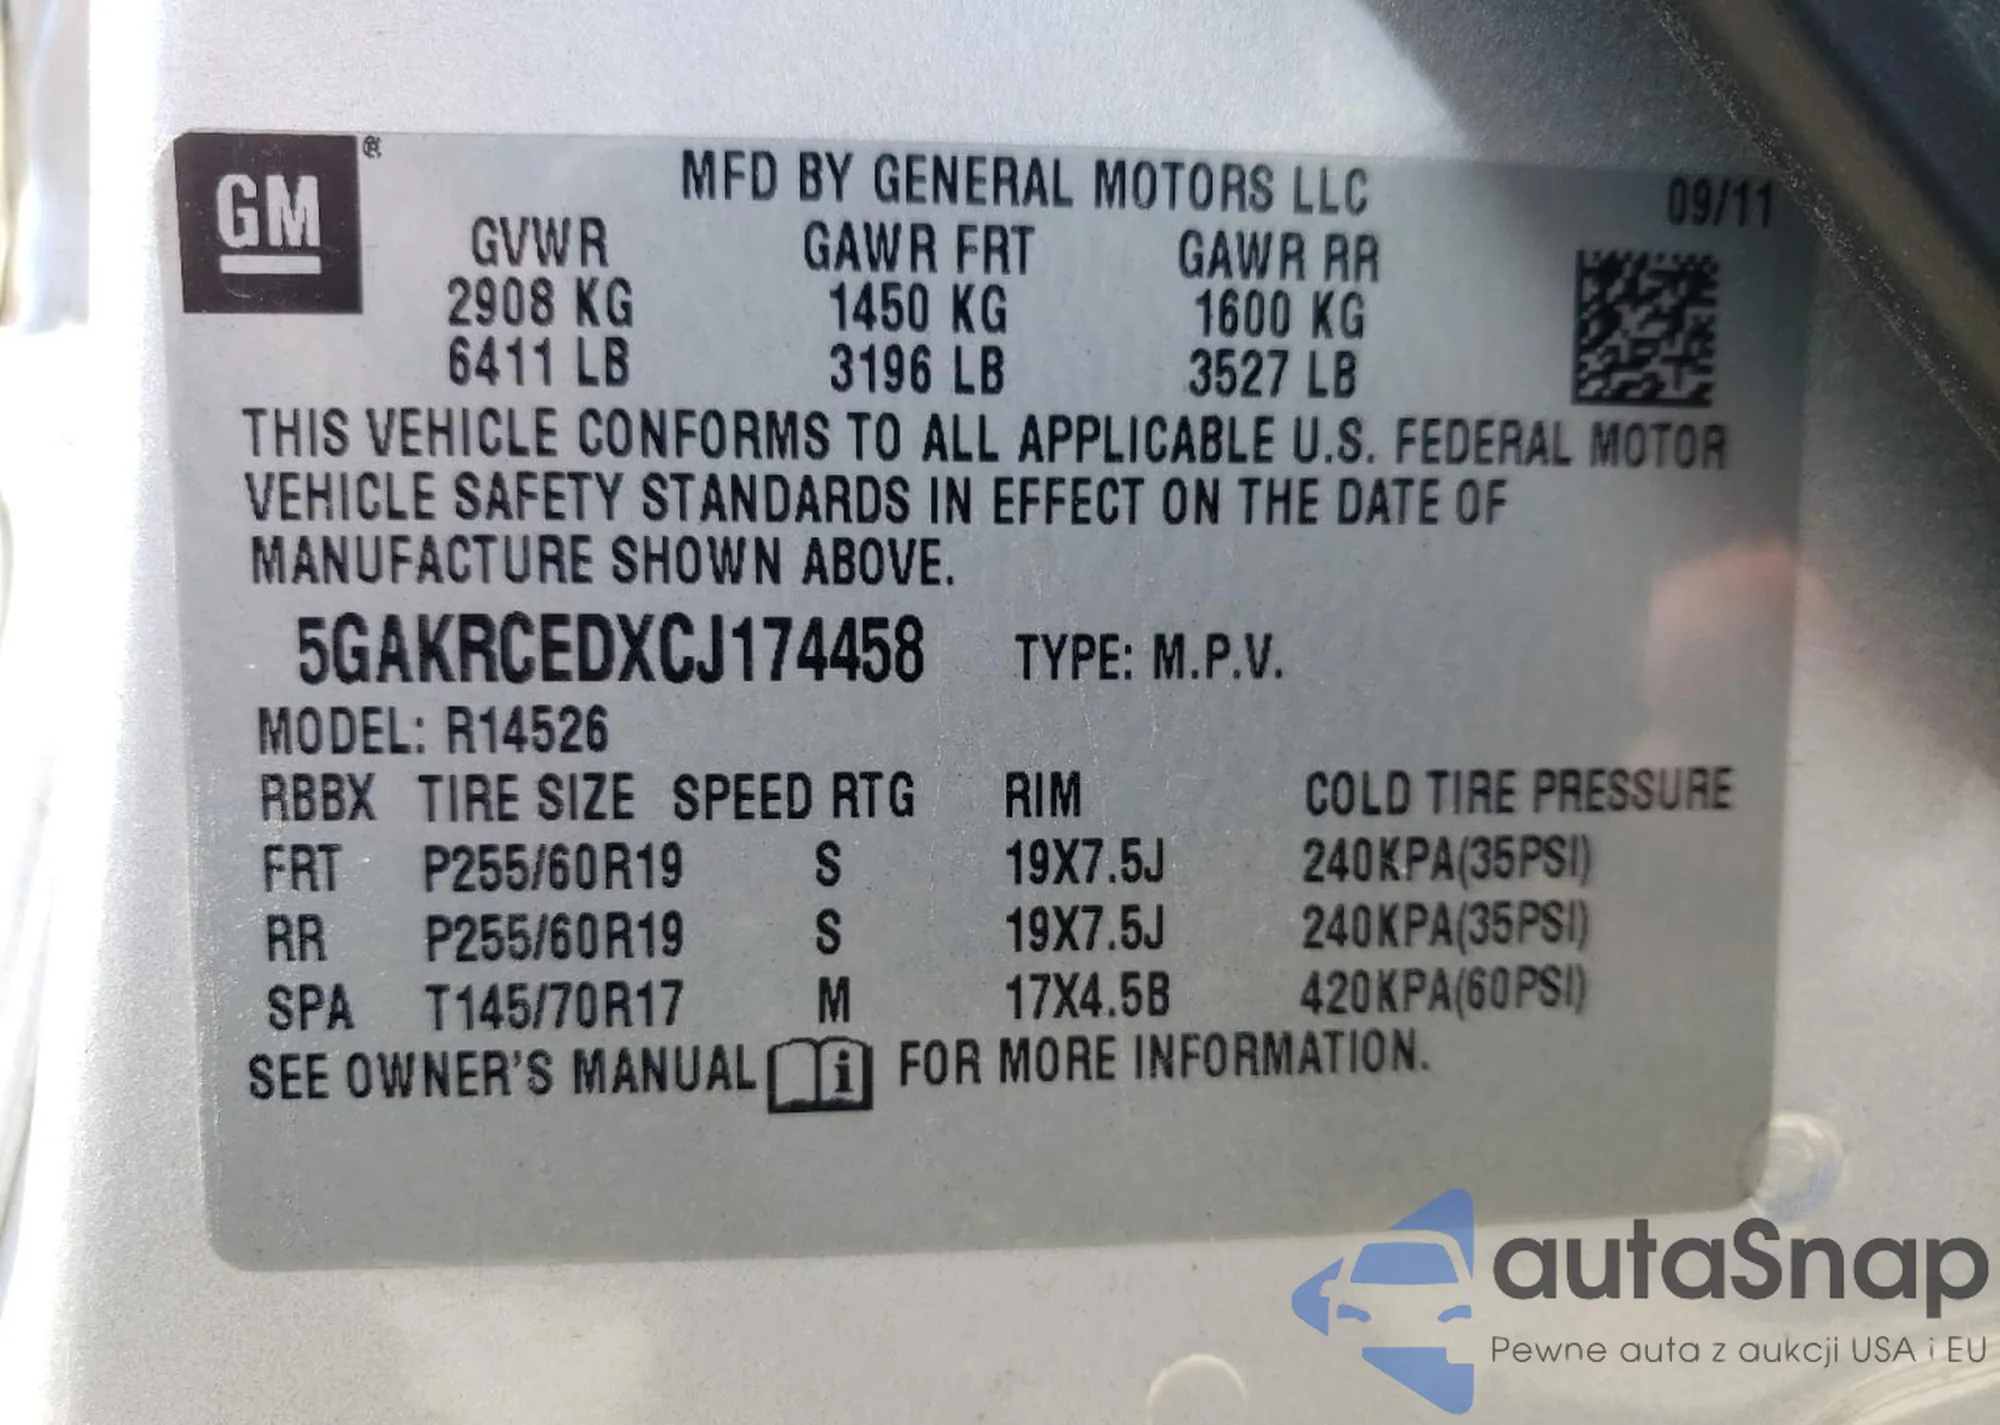 GM®
MFD BY GENERAL MOTORS LLC
09/11
GVWR GAWR FRT GAWR RR
2908 KG 1450 KG 1600 KG
6411 LB 3196 LB 3527 LB
THIS VEHICLE CONFORMS TO ALL APPLICABLE U.S. FEDERAL MOTOR
VEHICLE SAFETY STANDARDS IN EFFECT ON THE DATE OF
MANUFACTURE SHOWN ABOVE.
5GAKRCEDXCJ174458 TYPE: M.P.V.
MODEL: R14526
RBBX TIRE SIZE SPEED RTG RIM COLD TIRE PRESSURE
FRT P255/60R19 S 19X7.5J 240KPA(35PSI)
RR P255/60R19 S 19X7.5J 240KPA(35PSI)
SPA T145/70R17 M 17X4.5B 420KPA(60PSI)
SEE OWNER'S MANUAL i FOR MORE INFORMATION.
autaSnap
Pewne auta z aukcji USA i EU